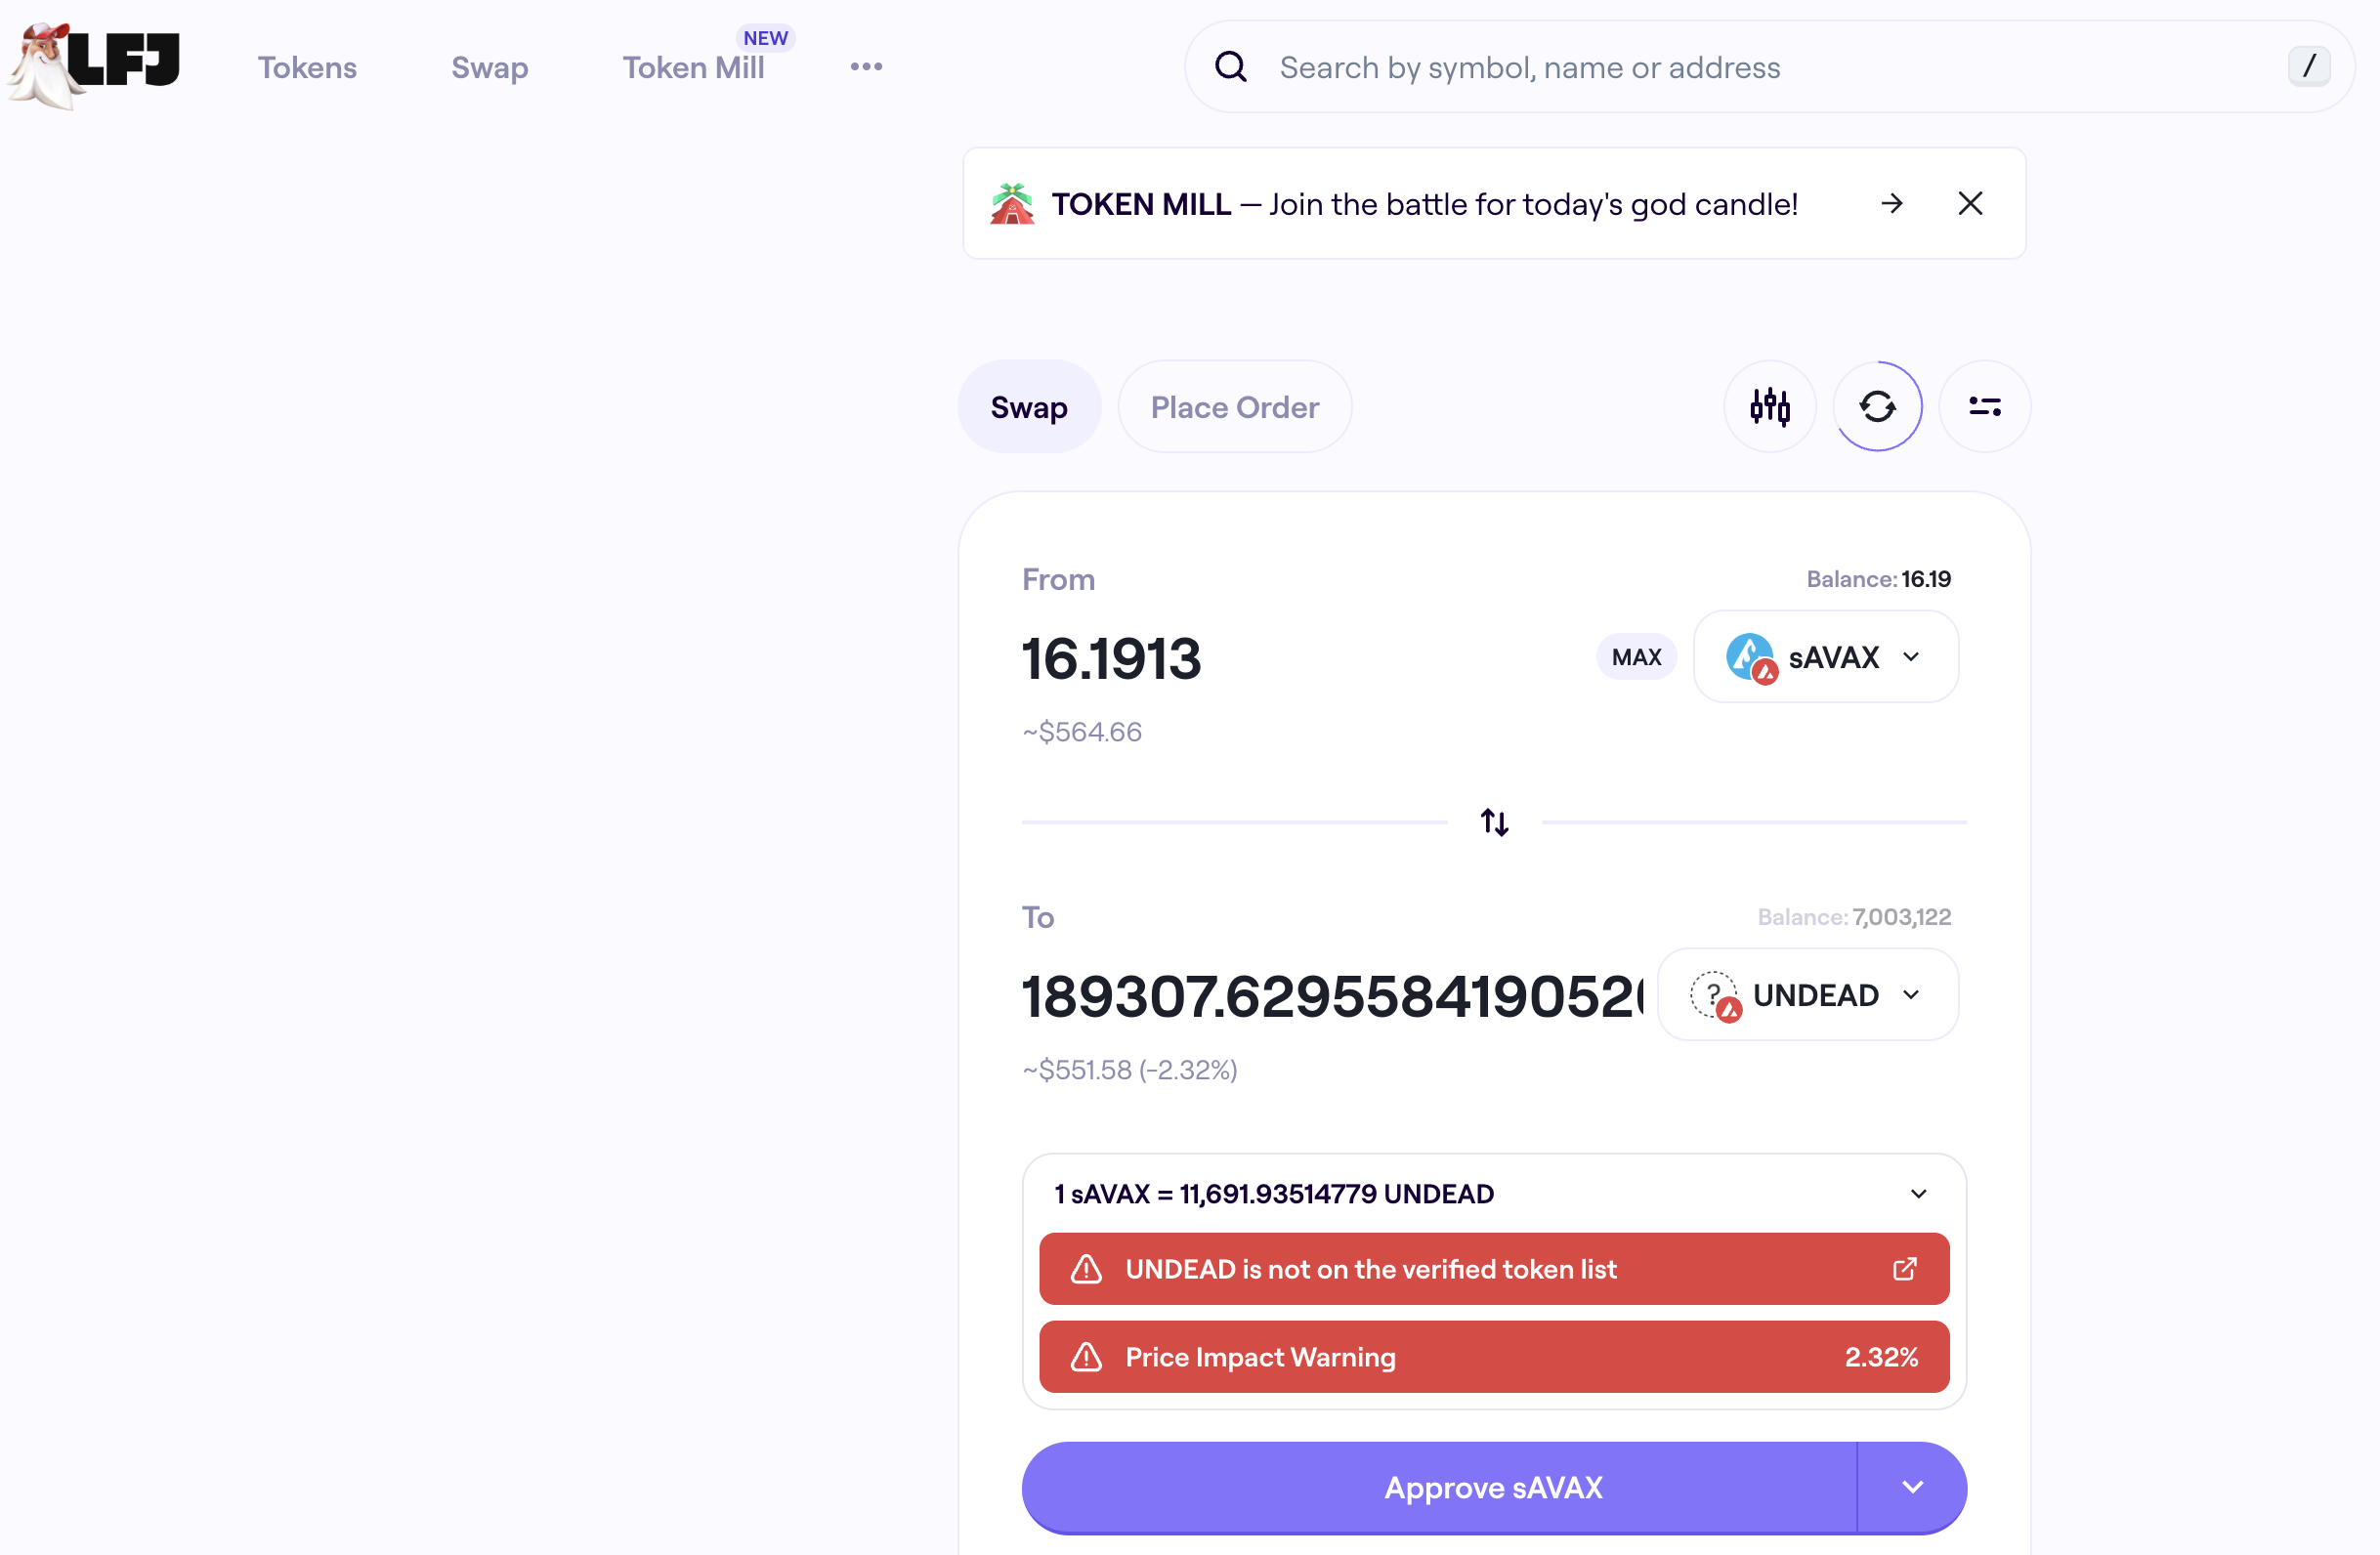 LFJ
Tokens
Swap
Token Mill
NEW
Search by symbol, name or address
/
TOKEN MILL — Join the battle for today's god candle!
Swap
Place Order
From
Balance: 16.19
16.1913
MAX
sAVAX
~$564.66
To
Balance: 7,003,122
189307.629558419052
?
UNDEAD
~$551.58 (-2.32%)
1 sAVAX = 11,691.93514779 UNDEAD
UNDEAD is not on the verified token list
Price Impact Warning
2.32%
Approve sAVAX